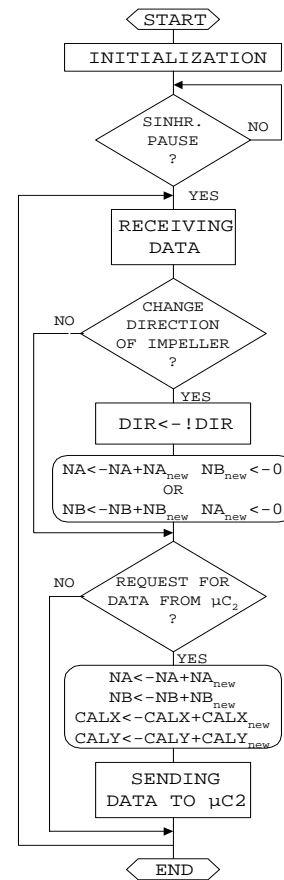 START
INITIALIZATION
SINHR.
PAUSE
?
NO
YES
RECEIVING
DATA
CHANGE
DIRECTION
OF IMPELLER
?
NO
YES
DIR<-!DIR
NA<-NA+NAnew NBnew<-0
OR
NB<-NB+NBnew NAnew<-0
NO
REQUEST FOR
DATA FROM µC2
?
YES
NA<-NA+NAnew
NB<-NB+NBnew
CALX<-CALX+CALXnew
CALY<-CALY+CALYnew
SENDING
DATA TO µC2
END